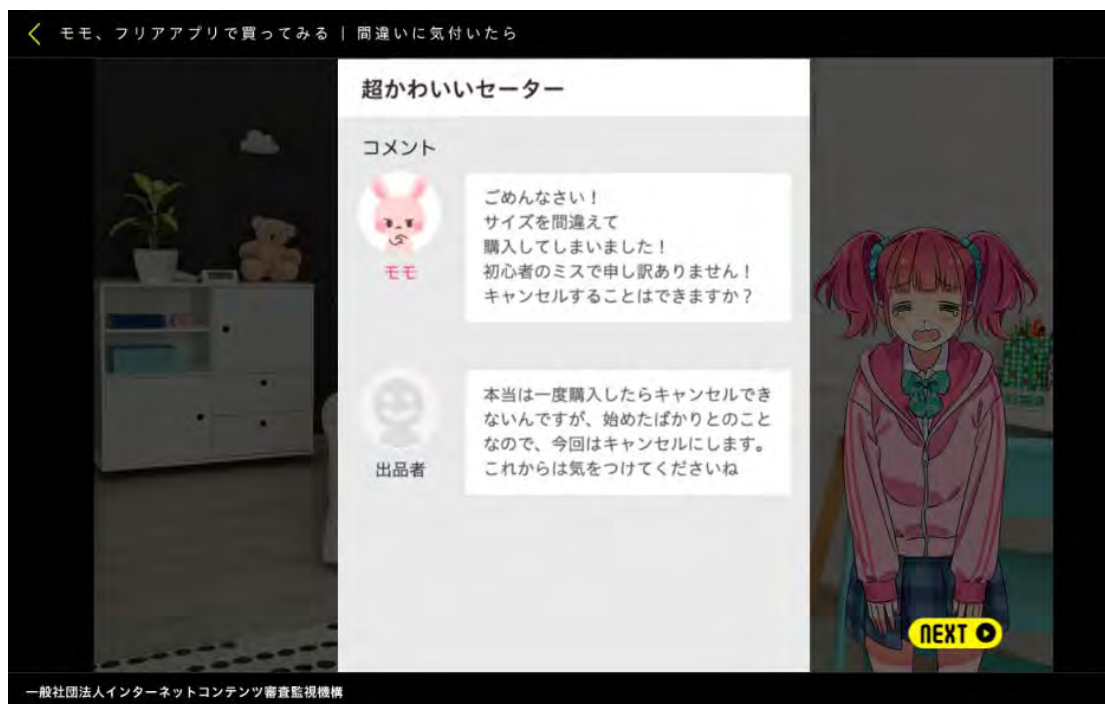 モモ、フリアアプリで買ってみる | 間違いに気付いたら
超かわいいセーター
コメント
ごめんなさい！
サイズを間違えて
購入してしまいました！
初心者のミスで申し訳ありません！
キャンセルすることはできますか？
モモ
本当は一度購入したらキャンセルでき
ないんですが、始めたばかりとのこと
なので、今回はキャンセルにします。
これからは気をつけてくださいね
出品者
NEXT
一般社団法人インターネットコンテンツ審査監視機構